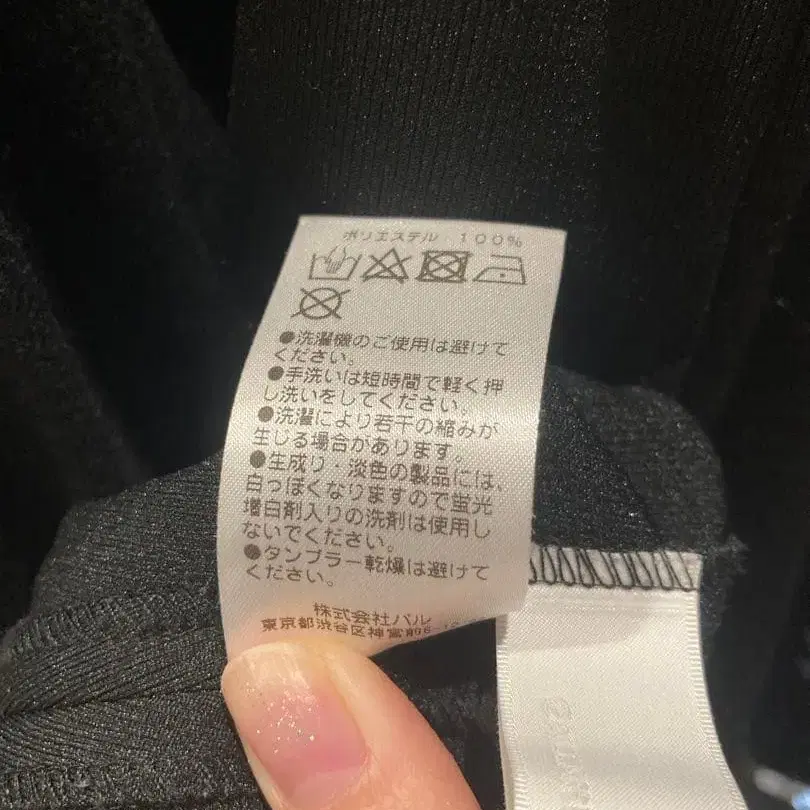 ポリエステル 100%
●洗濯機のご使用は避けて
ください。
●手洗いは短時間で軽く押
し洗いをしてください。
●洗濯により若干の縮みが
生じる場合があります。
●生成り・淡色の製品には、
白っぽくなりますので蛍光
増白剤入りの洗剤は使用し
ないでください。
●タンブラー乾燥は避けて
ください。
株式会社パル
東京都渋谷区神宮前6-